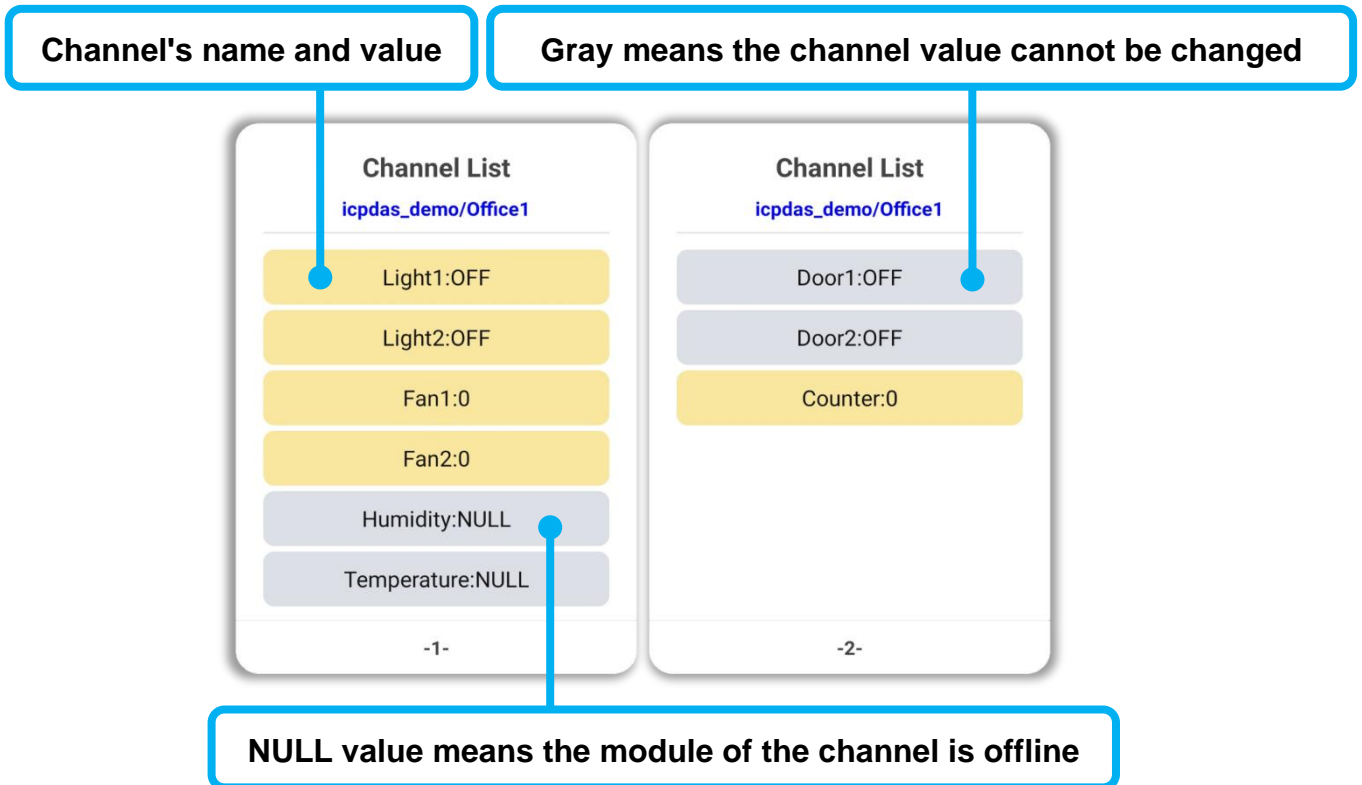 Channel's name and value
Gray means the channel value cannot be changed
Channel List
icpdas_demo/Office1
Light1:OFF
Light2:OFF
Fan1:0
Fan2:0
Humidity:NULL
Temperature:NULL
-1-
Channel List
icpdas_demo/Office1
Door1:OFF
Door2:OFF
Counter:0
-2-
NULL value means the module of the channel is offline